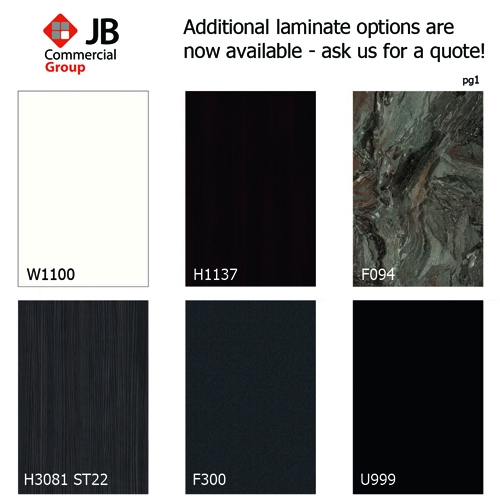 JB
Commercial
Group
Additional laminate options are
now available - ask us for a quote!
pg1
W1100
H1137
F094
H3081 ST22
F300
U999